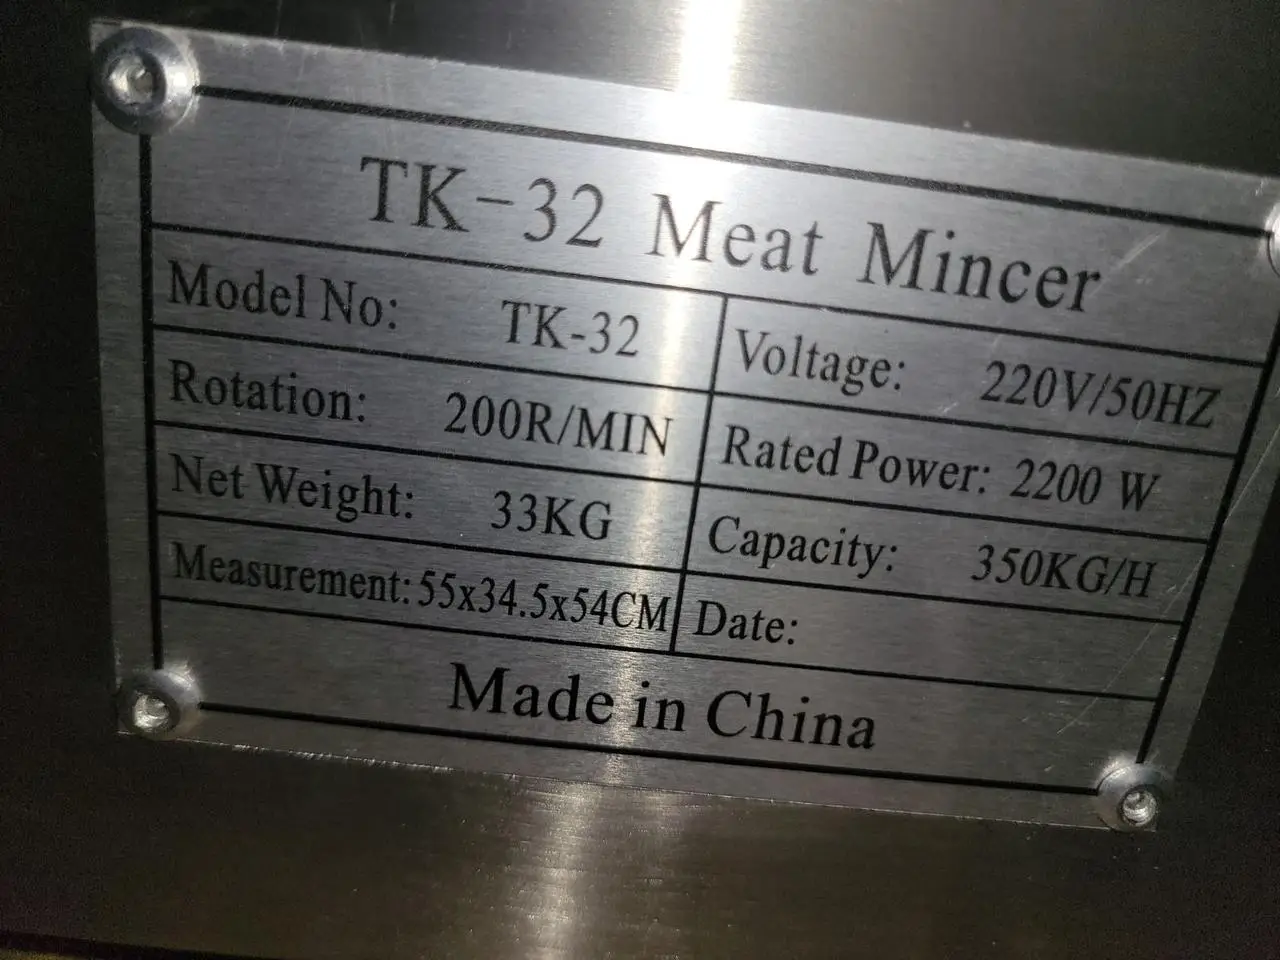 TK-32 Meat Mincer
Model No: TK-32 Voltage: 220V/50HZ
Rotation: 200R/MIN Rated Power: 2200 W
Net Weight: 33KG Capacity: 350KG/H
Measurement: 55x34.5x54CM Date:
Made in China